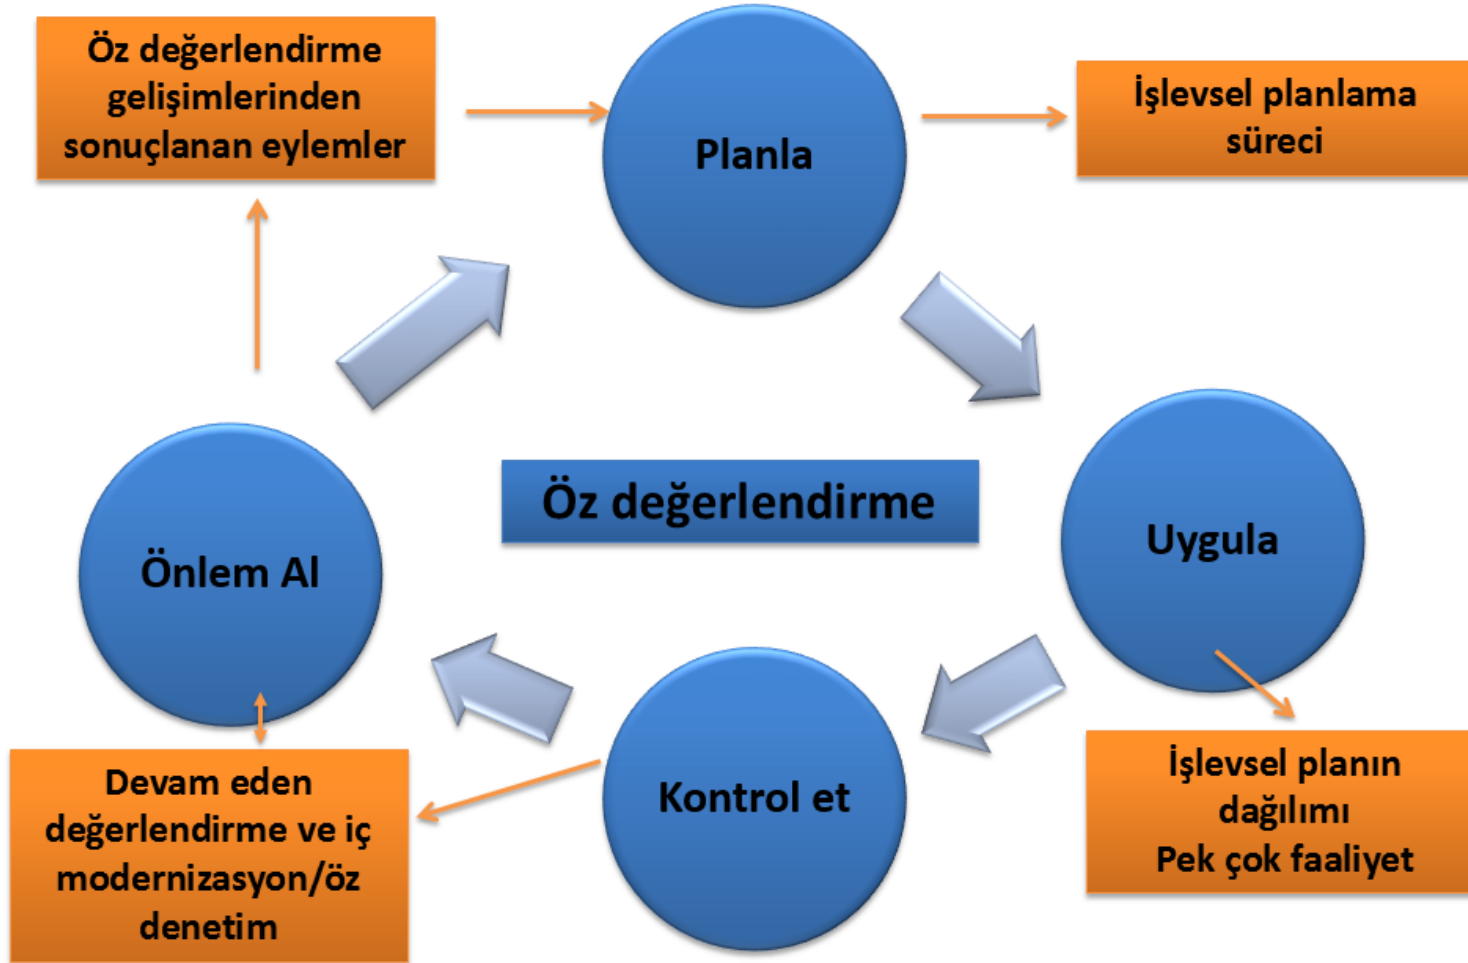 Öz değerlendirme
gelişimlerinden
sonuçlanan eylemler
Planla
İşlevsel planlama
süreci
Öz değerlendirme
Uygula
Önlem Al
Kontrol et
İşlevsel planın
dağılımı
Pek çok faaliyet
Devam eden
değerlendirme ve iç
modernizasyon/öz
denetim